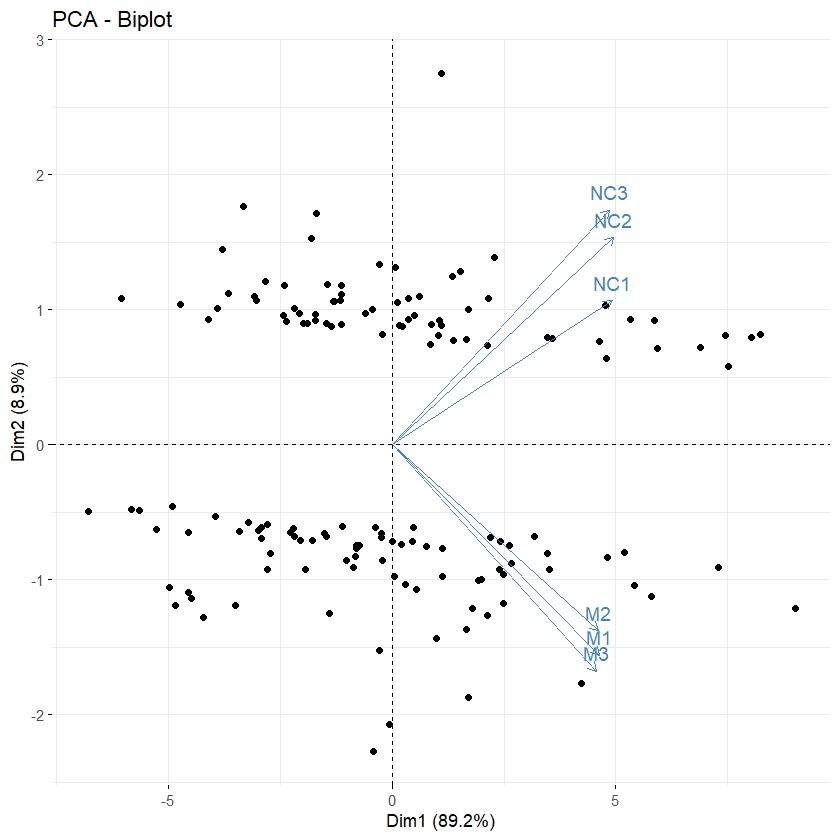 PCA - Biplot
3
2
1
0
-1
-2
Dim2 (8.9%)
NC3
NC2
NC1
M2
M1
M3
-5
0
5
Dim1 (89.2%)